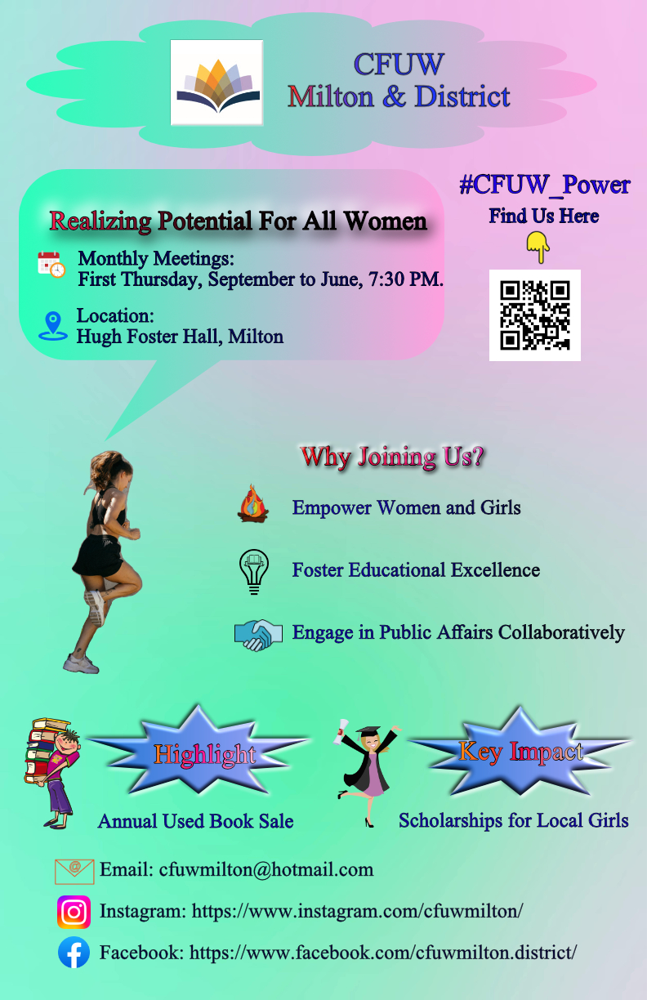 CFUW
Milton & District
#CFUW_Power
Find Us Here
Realizing Potential For All Women
Monthly Meetings:
First Thursday, September to June, 7:30 PM.
Location:
Hugh Foster Hall, Milton
Why Joining Us?
Empower Women and Girls
Foster Educational Excellence
Engage in Public Affairs Collaboratively
Highlight
Key Impact
Annual Used Book Sale
Scholarships for Local Girls
Email: cfuwmilton@hotmail.com
Instagram: https://www.instagram.com/cfuwmilton/
Facebook: https://www.facebook.com/cfuwmilton.district/